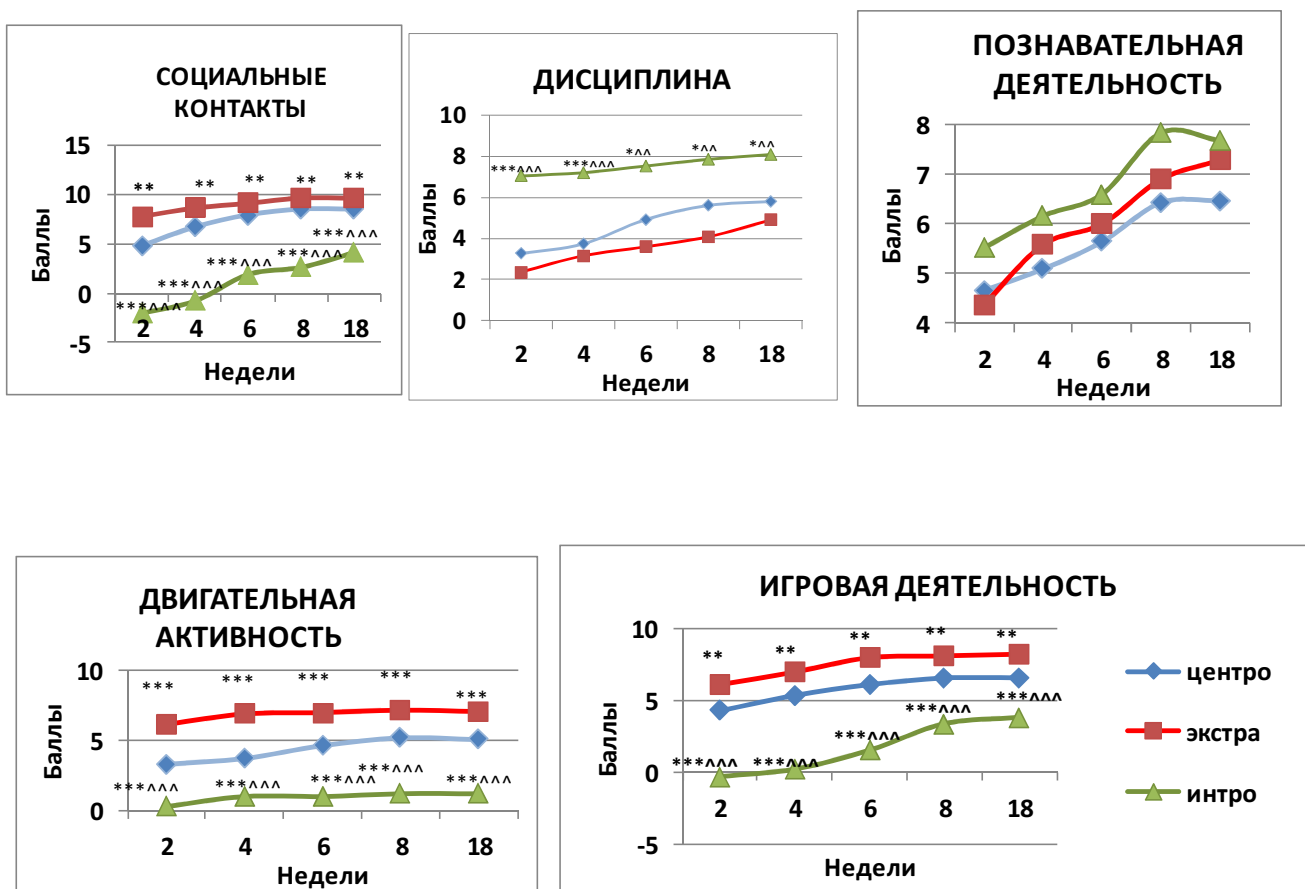 СОЦИАЛЬНЫЕ
КОНТАКТЫ
15
10
5
0
-5
Баллы
** ** ** ** **
***^^^ ***^^^ ***^^^ ***^^^ ***^^^
2 4 6 8 18
Недели
ДИСЦИПЛИНА
10
8
6
4
2
0
Баллы
***^^^ ***^^^ *^^ *^^ *^^
2 4 6 8 18
Недели
ПОЗНАВАТЕЛЬНАЯ
ДЕЯТЕЛЬНОСТЬ
8
7
6
5
4
Баллы
2 4 6 8 18
Недели
ДВИГАТЕЛЬНАЯ
АКТИВНОСТЬ
10
5
0
Баллы
*** *** *** *** ***
***^^^ ***^^^ ***^^^ ***^^^ ***^^^
2 4 6 8 18
Недели
ИГРОВАЯ ДЕЯТЕЛЬНОСТЬ
10
5
0
-5
Баллы
** ** ** ** **
***^^^ ***^^^ ***^^^ ***^^^ ***^^^
2 4 6 8 18
Недели
центро
экстра
интро